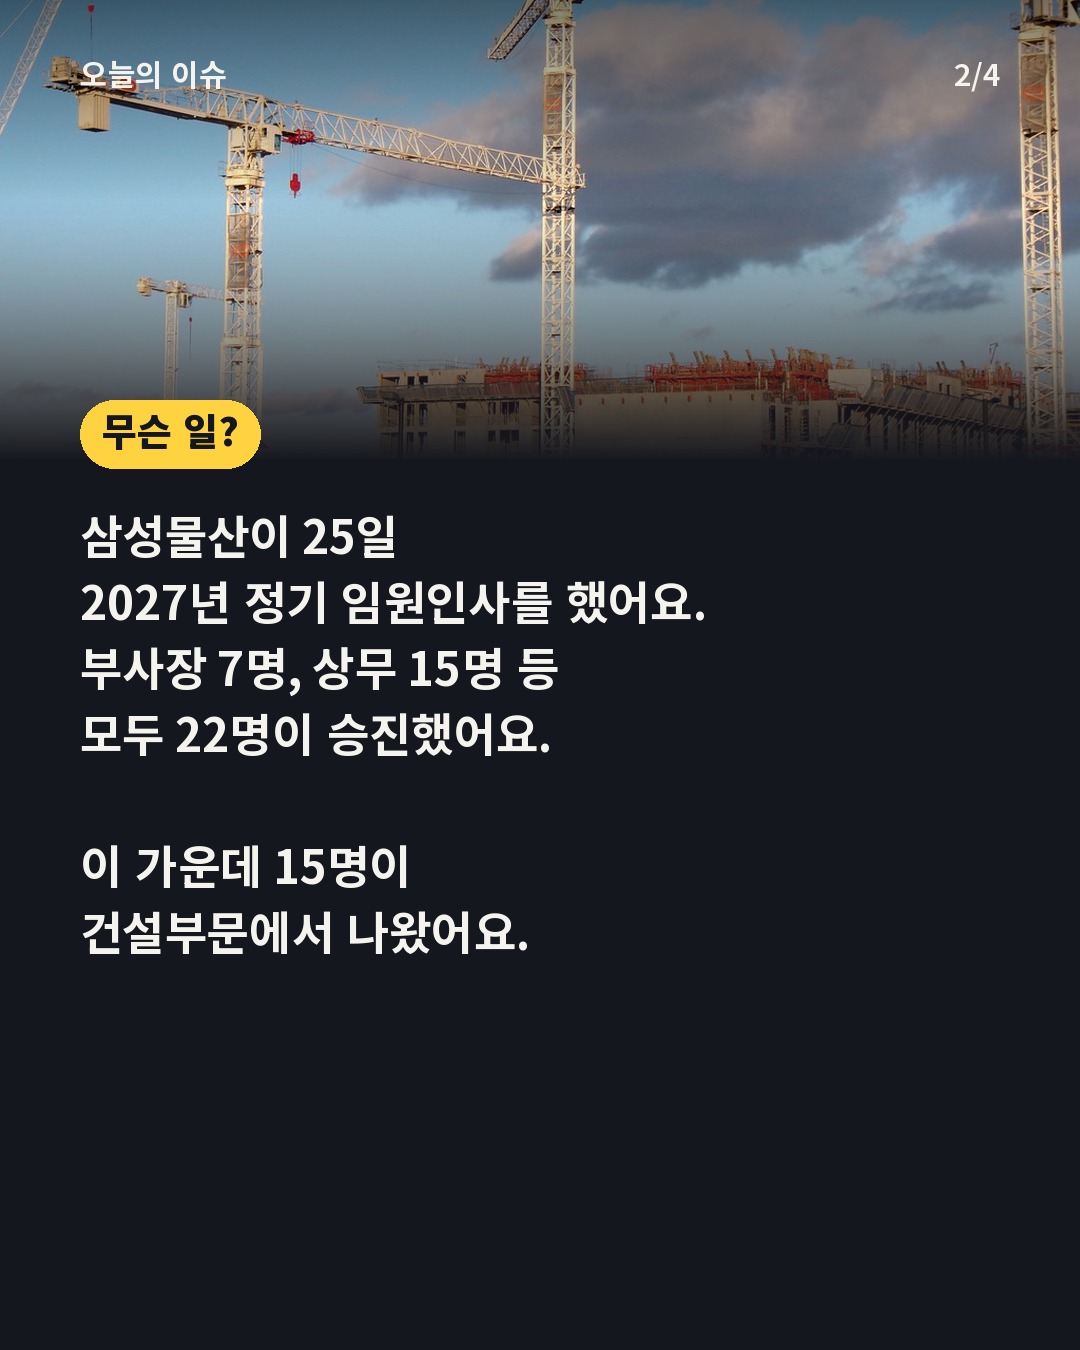 오늘의 이슈
2/4
무슨 일?
삼성물산이 25일
2027년 정기 임원인사를 했어요.
부사장 7명, 상무 15명 등
모두 22명이 승진했어요.
이 가운데 15명이
건설부문에서 나왔어요.